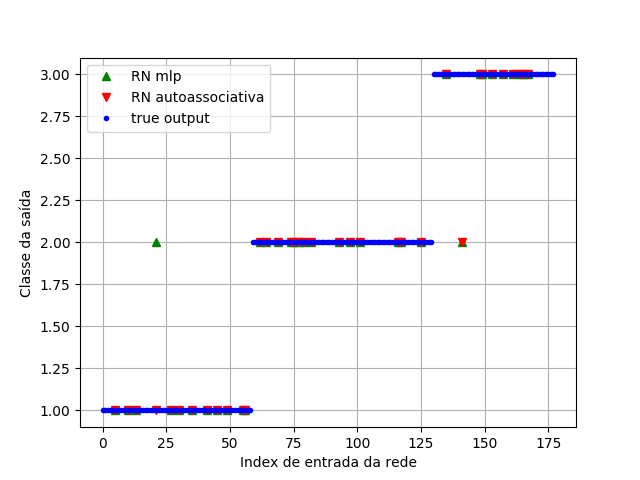 RN mlp
RN autoassociativa
true output
3.00
2.75
2.50
2.25
2.00
1.75
1.50
1.25
1.00
Classe da saída
0 25 50 75 100 125 150 175
Index de entrada da rede